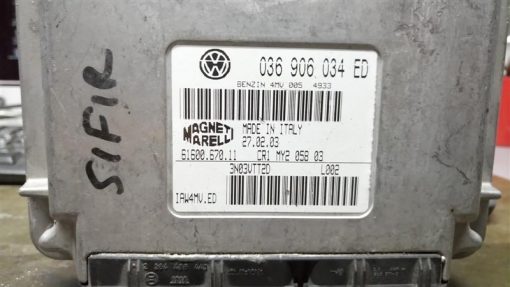 SIFIR
036 906 034 ED
BENZIN 4MV 005 4933
MAGNETI MARELLI
MADE IN ITALY
27.02.03
61600.670.11 CR1 MY2 058 03
3N03VTT2D L002
IAW4MV.ED